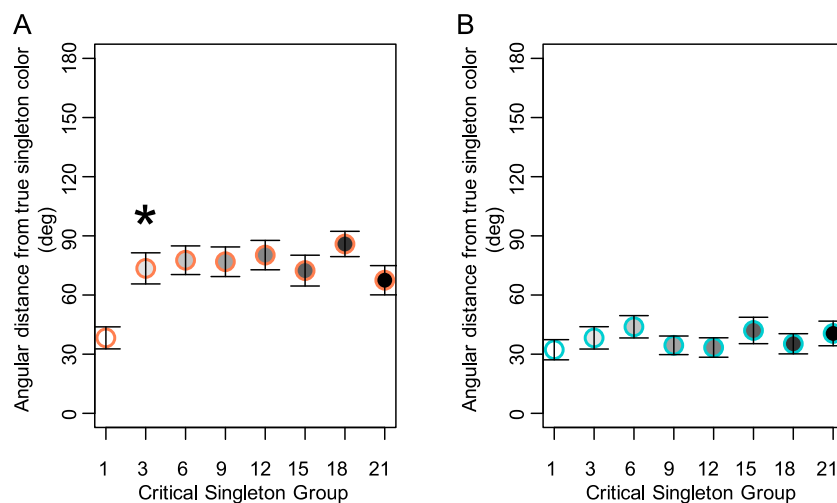 A
Angular distance from true singleton color
(deg)
180
150
120
90
60
30
0
*
1 3 6 9 12 15 18 21
Critical Singleton Group
B
Angular distance from true singleton color
(deg)
180
150
120
90
60
30
0
1 3 6 9 12 15 18 21
Critical Singleton Group